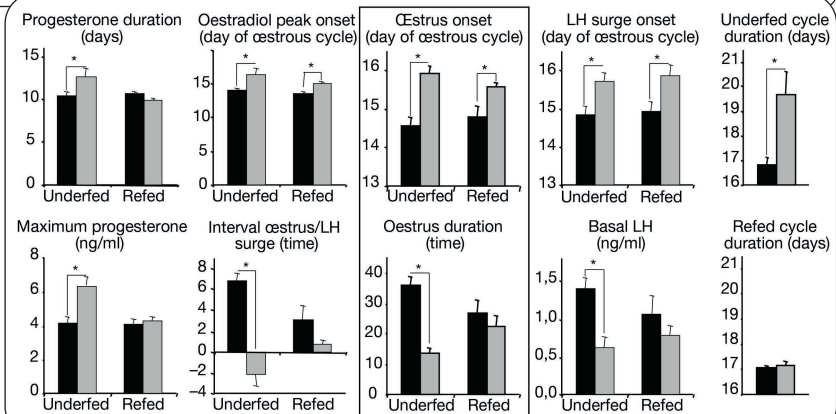 Progesterone duration
(days)
15
10
5
0
*
Underfed Refed
Oestradiol peak onset
(day of œstrous cycle)
15
10
5
0
*
*
Underfed Refed
Œstrus onset
(day of œstrous cycle)
16
15
14
13
*
*
Underfed Refed
LH surge onset
(day of œstrous cycle)
16
15
14
13
*
*
Underfed Refed
Underfed cycle
duration (days)
21
20
19
18
17
16
*
Maximum progesterone
(ng/ml)
8
6
4
2
0
*
Underfed Refed
Interval œstrus/LH
surge (time)
8
6
4
2
0
−2
−4
*
Underfed Refed
Oestrus duration
(time)
40
30
20
10
0
*
Underfed Refed
Basal LH
(ng/ml)
1,5
1,0
0,5
0,0
*
Underfed Refed
Refed cycle
duration (days)
21
20
19
18
17
16